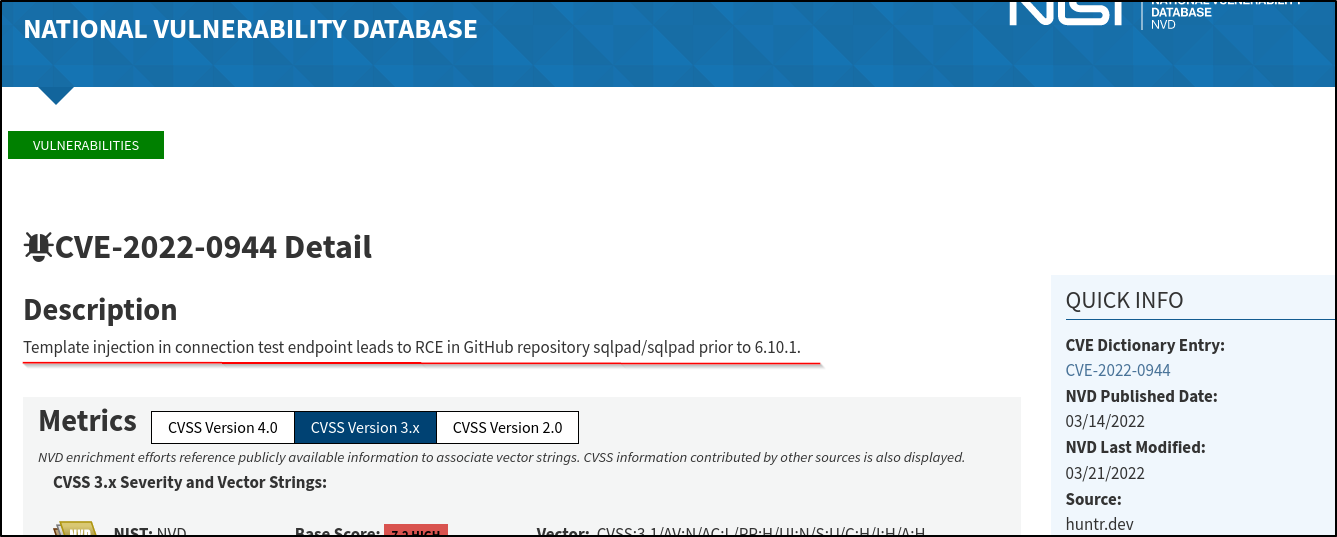 NATIONAL VULNERABILITY DATABASE
NATIONAL VULNERABILITY
DATABASE
NVD
VULNERABILITIES
CVE-2022-0944 Detail
Description
Template injection in connection test endpoint leads to RCE in GitHub repository sqlpad/sqlpad prior to 6.10.1.
Metrics
CVSS Version 4.0
CVSS Version 3.x
CVSS Version 2.0
NVD enrichment efforts reference publicly available information to associate vector strings. CVSS information contributed by other sources is also displayed.
CVSS 3.x Severity and Vector Strings:
NIST: NVD
Base Score: 7.2 HIGH
Vector: CVSS:3.1/AV:N/AC:L/PR:H/UI:N/S:U/C:H/I:H/A:H
QUICK INFO
CVE Dictionary Entry:
CVE-2022-0944
NVD Published Date:
03/14/2022
NVD Last Modified:
03/21/2022
Source:
huntr.dev